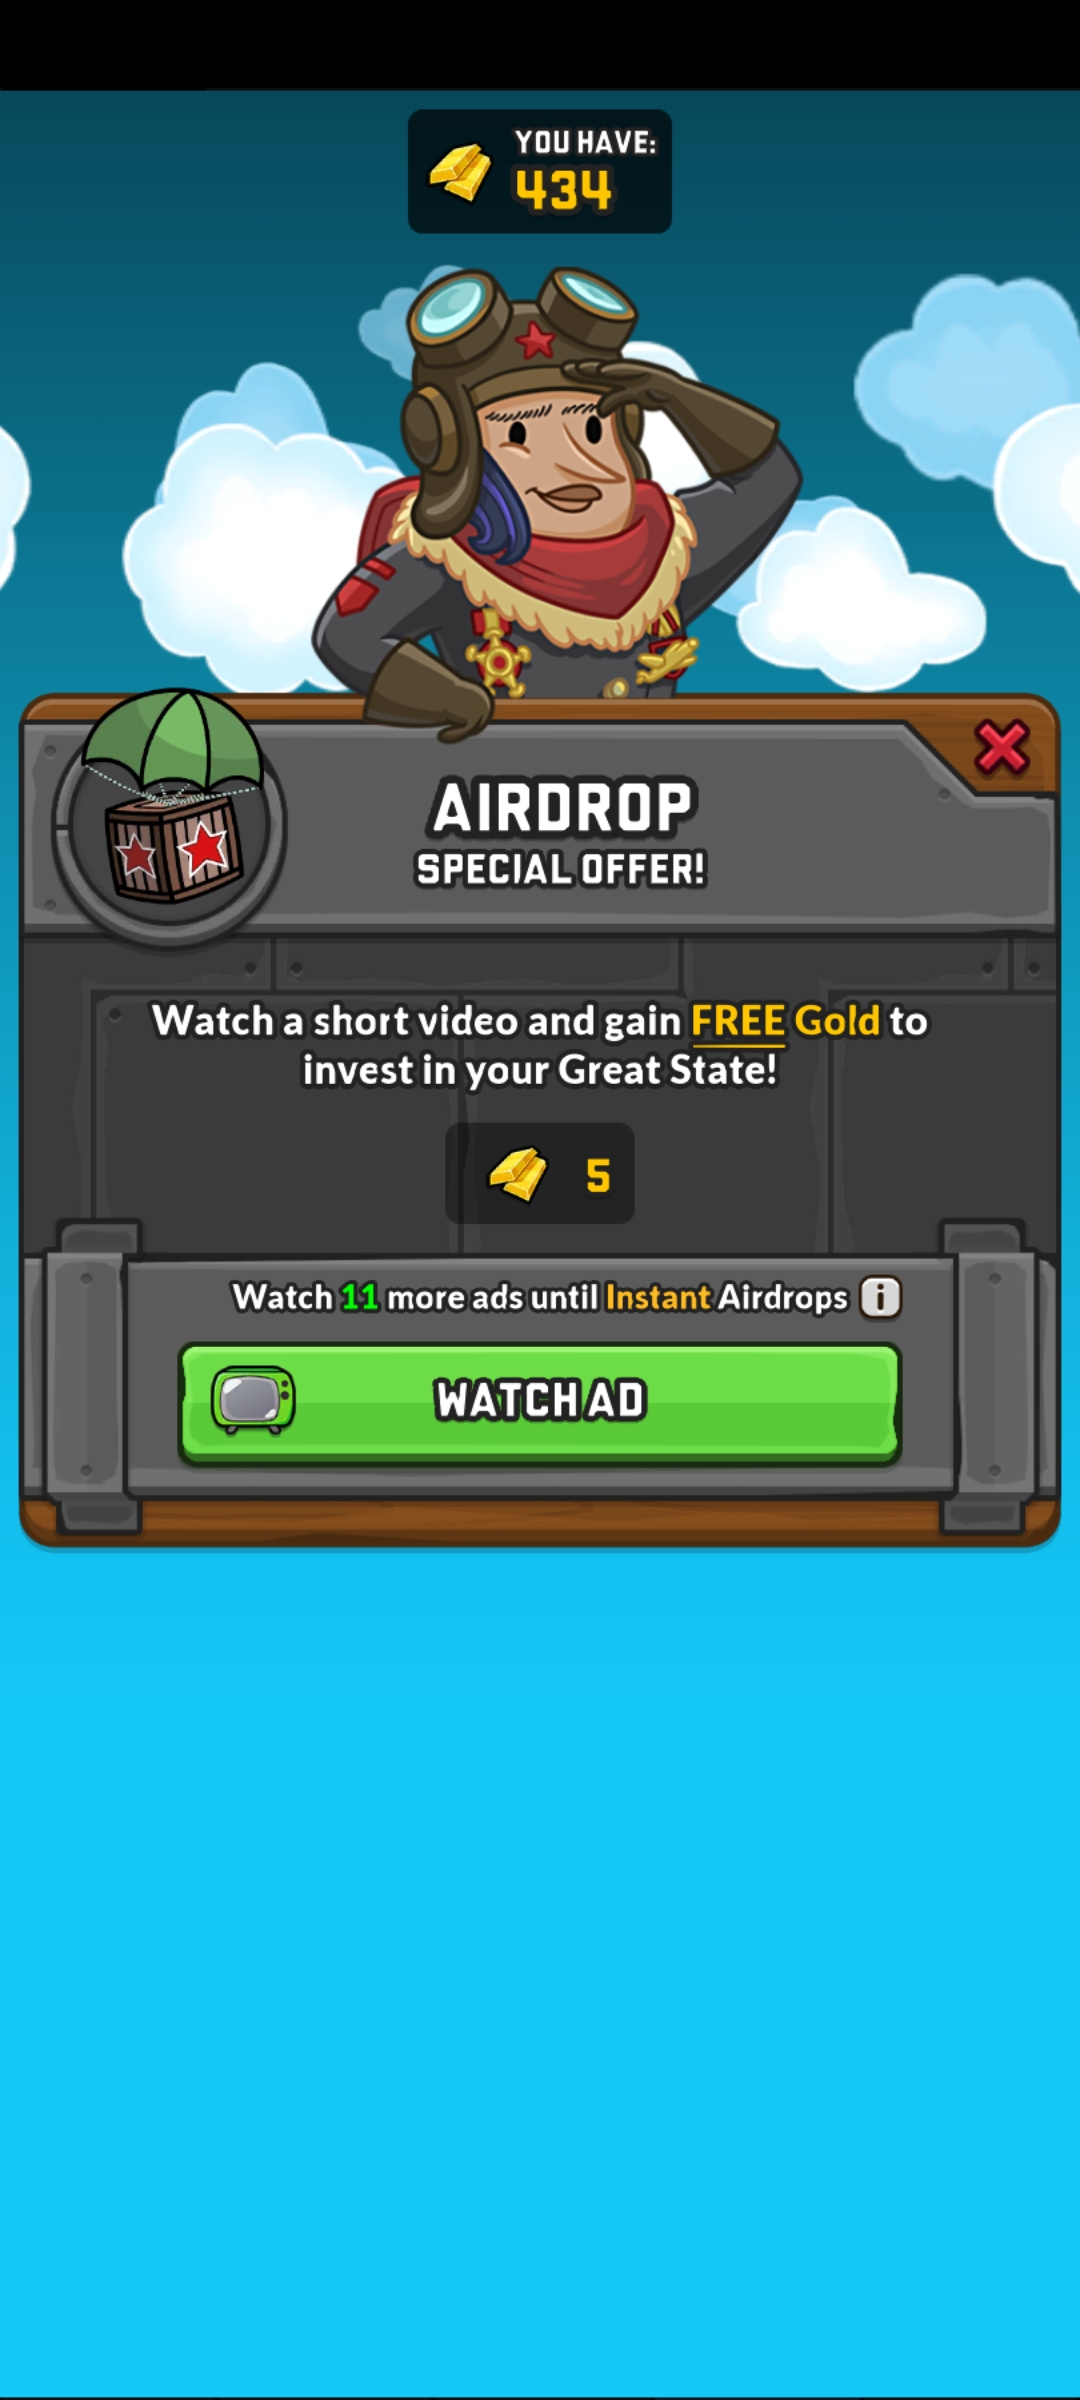 YOU HAVE:
434
AIRDROP
SPECIAL OFFER!
Watch a short video and gain FREE Gold to
invest in your Great State!
5
Watch 11 more ads until Instant Airdrops i
WATCH AD